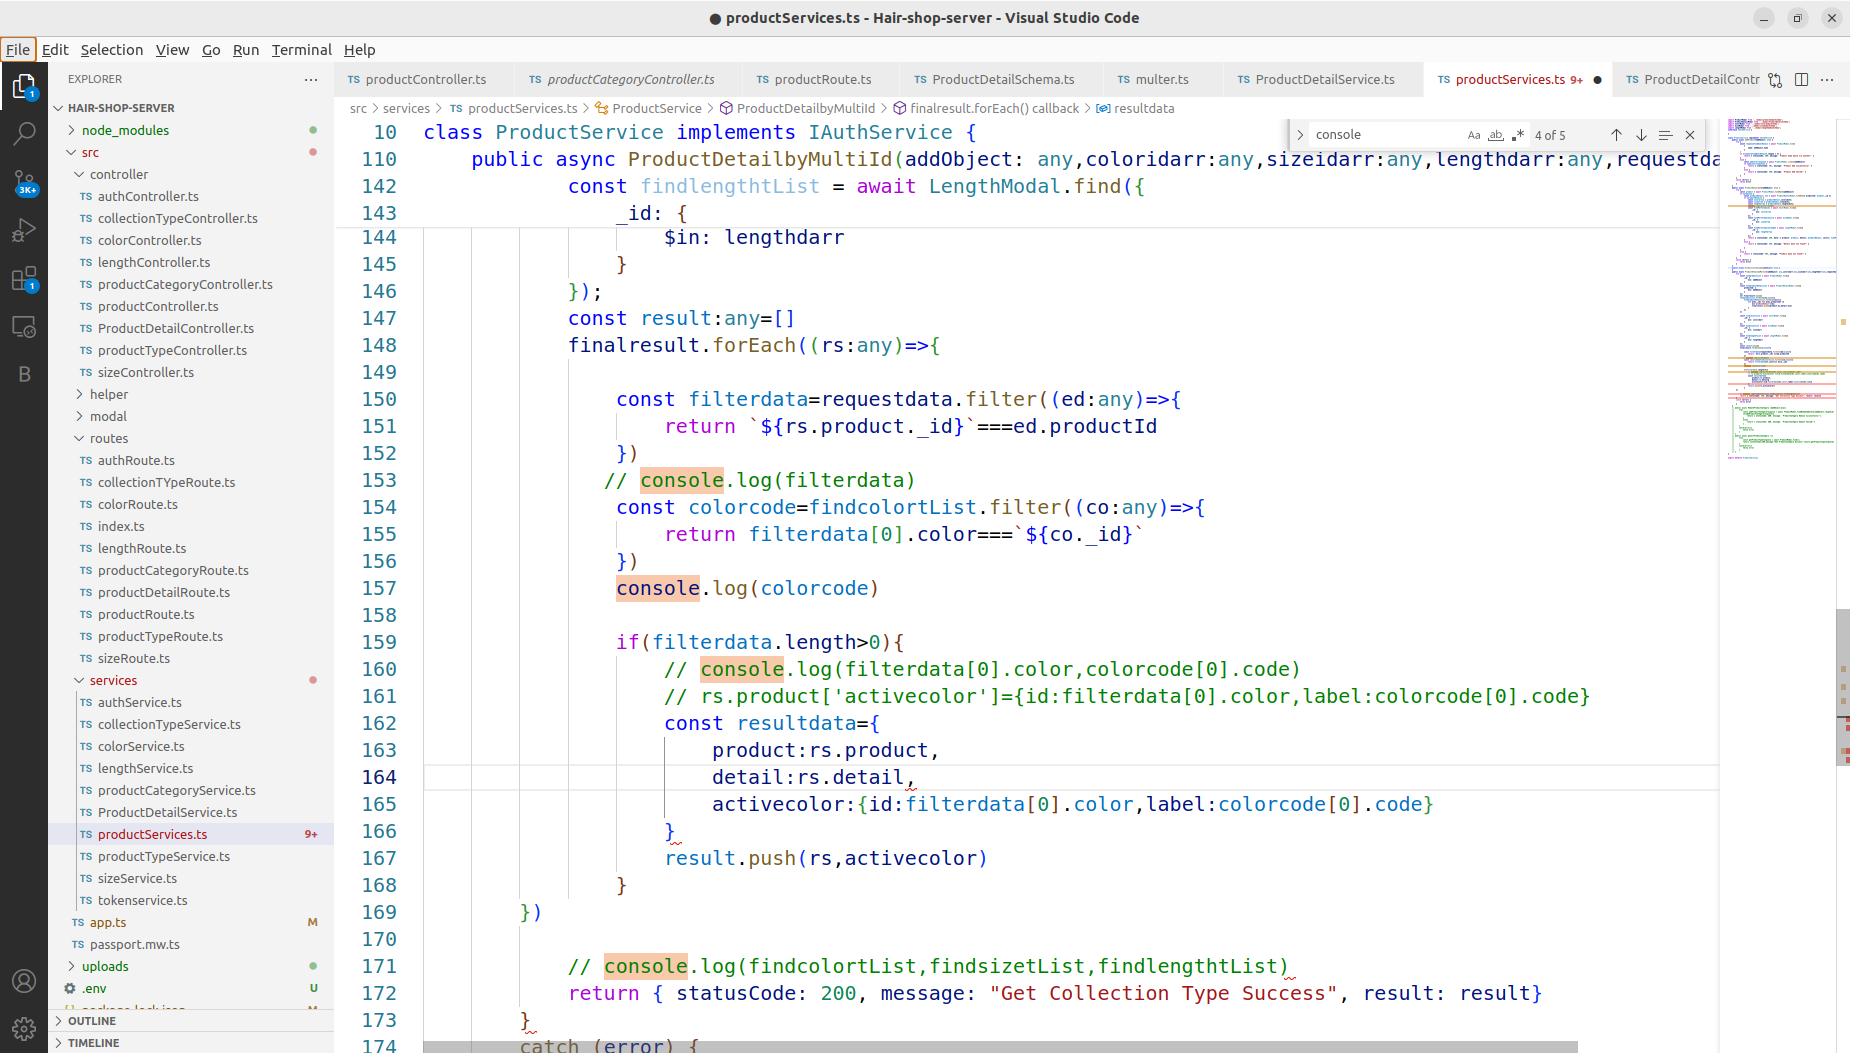 ● productServices.ts - Hair-shop-server - Visual Studio Code
File Edit Selection View Go Run Terminal Help
EXPLORER
HAIR-SHOP-SERVER
node_modules
src
controller
TS authController.ts
TS collectionTypeController.ts
TS colorController.ts
TS lengthController.ts
TS productCategoryController.ts
TS productController.ts
TS ProductDetailController.ts
TS productTypeController.ts
TS sizeController.ts
helper
modal
routes
TS authRoute.ts
TS collectionTYpeRoute.ts
TS colorRoute.ts
TS index.ts
TS lengthRoute.ts
TS productCategoryRoute.ts
TS productDetailRoute.ts
TS productRoute.ts
TS productTypeRoute.ts
TS sizeRoute.ts
services
TS authService.ts
TS collectionTypeService.ts
TS colorService.ts
TS lengthService.ts
TS productCategoryService.ts
TS ProductDetailService.ts
TS productServices.ts 9+
TS productTypeService.ts
TS sizeService.ts
TS tokenservice.ts
TS app.ts M
TS passport.mw.ts
uploads
.env U
OUTLINE
TIMELINE
1
3K+
1
B
TS productController.ts TS productCategoryController.ts TS productRoute.ts TS ProductDetailSchema.ts TS multer.ts TS ProductDetailService.ts TS productServices.ts 9+ ● TS ProductDetailContr
src > services > TS productServices.ts > ProductService > ProductDetailbyMultiId > finalresult.forEach() callback > resultdata
console Aa ab .* 4 of 5
10 class ProductService implements IAuthService {
110 public async ProductDetailbyMultiId(addObject: any,coloridarr:any,sizeidarr:any,lengthdarr:any,requestda
142 const findlengthtList = await LengthModal.find({
143 _id: {
144 $in: lengthdarr
145 }
146 });
147 const result:any=[]
148 finalresult.forEach((rs:any)=>{
149
150 const filterdata=requestdata.filter((ed:any)=>{
151 return `${rs.product._id}`===ed.productId
152 })
153 // console.log(filterdata)
154 const colorcode=findcolortList.filter((co:any)=>{
155 return filterdata[0].color===`${co._id}`
156 })
157 console.log(colorcode)
158
159 if(filterdata.length>0){
160 // console.log(filterdata[0].color,colorcode[0].code)
161 // rs.product['activecolor']={id:filterdata[0].color,label:colorcode[0].code}
162 const resultdata={
163 product:rs.product,
164 detail:rs.detail,
165 activecolor:{id:filterdata[0].color,label:colorcode[0].code}
166 }
167 result.push(rs,activecolor)
168 }
169 })
170
171 // console.log(findcolortList,findsizetList,findlengthtList)
172 return { statusCode: 200, message: "Get Collection Type Success", result: result}
173 }
174 catch (error) {